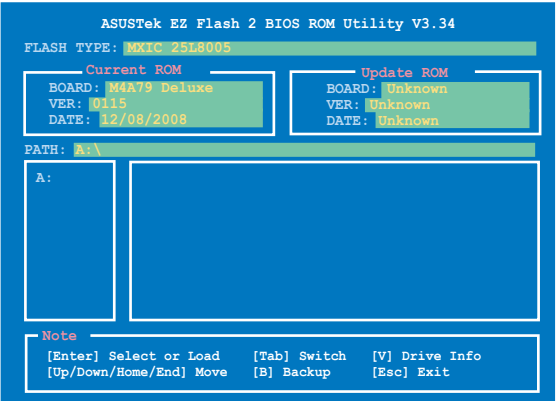 ASUSTek EZ Flash 2 BIOS ROM Utility V3.34
FLASH TYPE: MXIC 25L8005
Current ROM
BOARD: M4A79 Deluxe
VER: 0115
DATE: 12/08/2008
Update ROM
BOARD: Unknown
VER: Unknown
DATE: Unknown
PATH: A:\
A:
Note
[Enter] Select or Load [Tab] Switch [V] Drive Info
[Up/Down/Home/End] Move [B] Backup [Esc] Exit